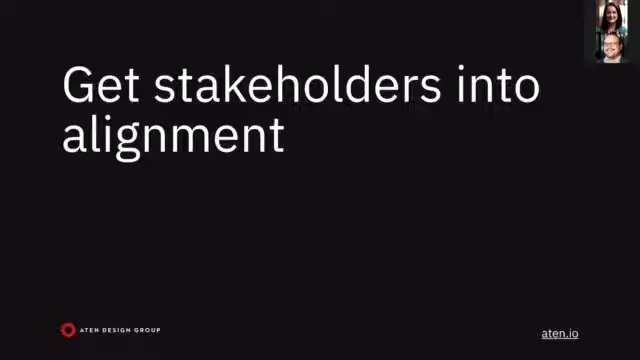 Get stakeholders into
alignment
ATEN DESIGN GROUP
aten.io